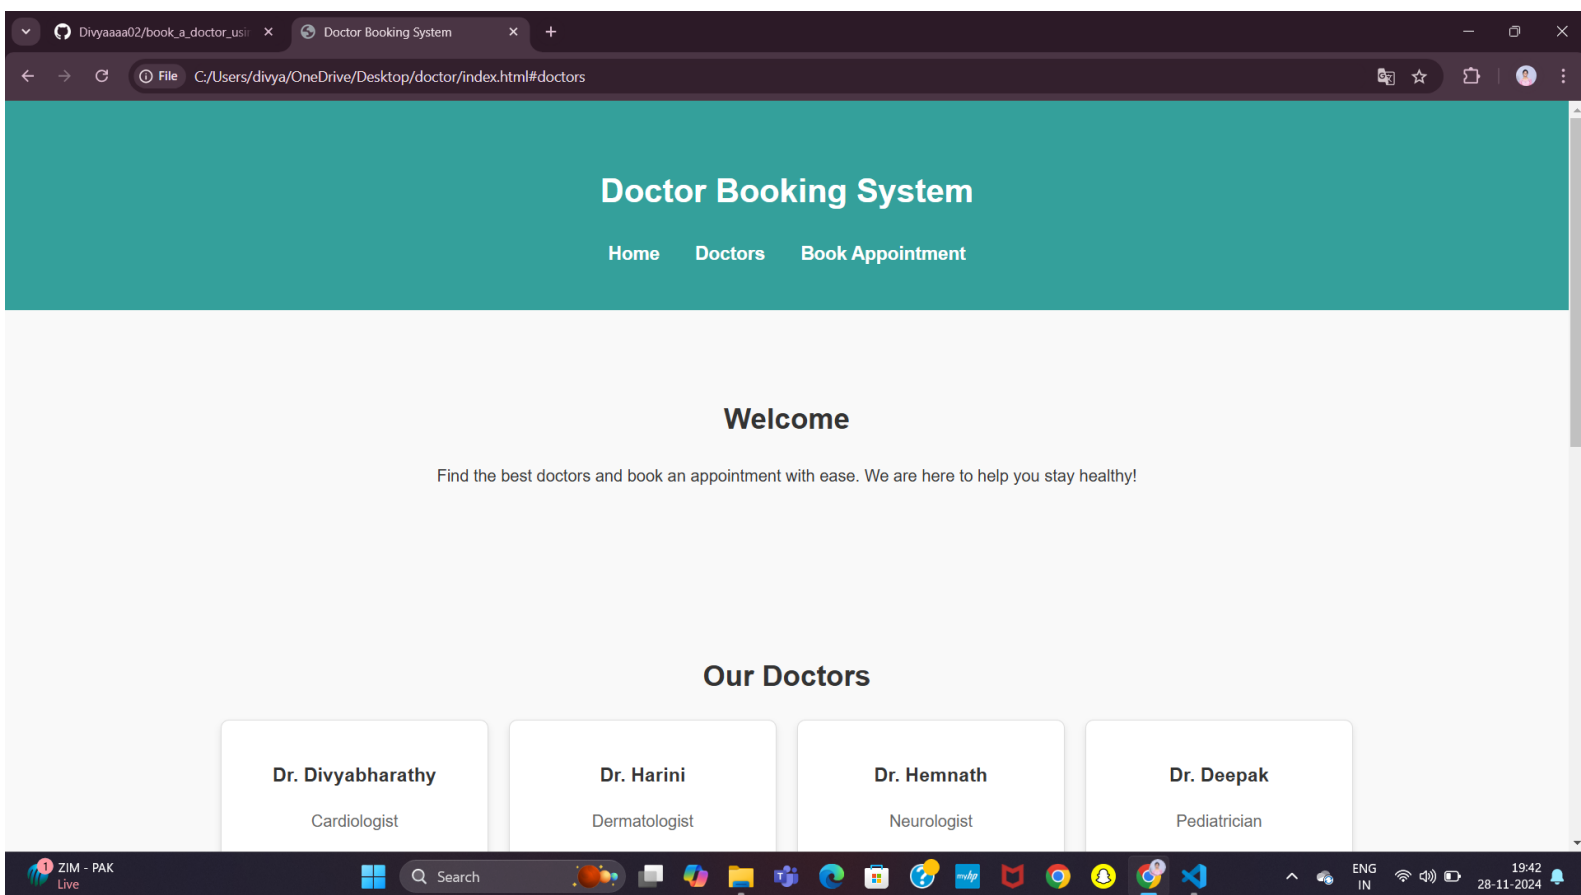 Divyaaaa02/book_a_doctor_usin
Doctor Booking System
File C:/Users/divya/OneDrive/Desktop/doctor/index.html#doctors
Doctor Booking System
Home Doctors Book Appointment
Welcome
Find the best doctors and book an appointment with ease. We are here to help you stay healthy!
Our Doctors
Dr. Divyabharathy
Cardiologist
Dr. Harini
Dermatologist
Dr. Hemnath
Neurologist
Dr. Deepak
Pediatrician
1
ZIM - PAK
Live
Search
myhp
ENG
IN
19:42
28-11-2024